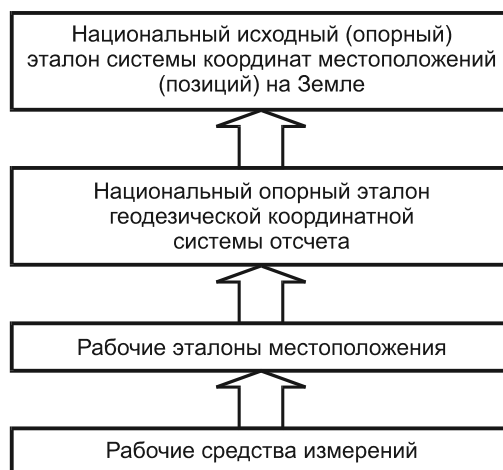 Национальный исходный (опорный)
эталон системы координат местоположений
(позиций) на Земле
Национальный опорный эталон
геодезической координатной
системы отсчета
Рабочие эталоны местоположения
Рабочие средства измерений